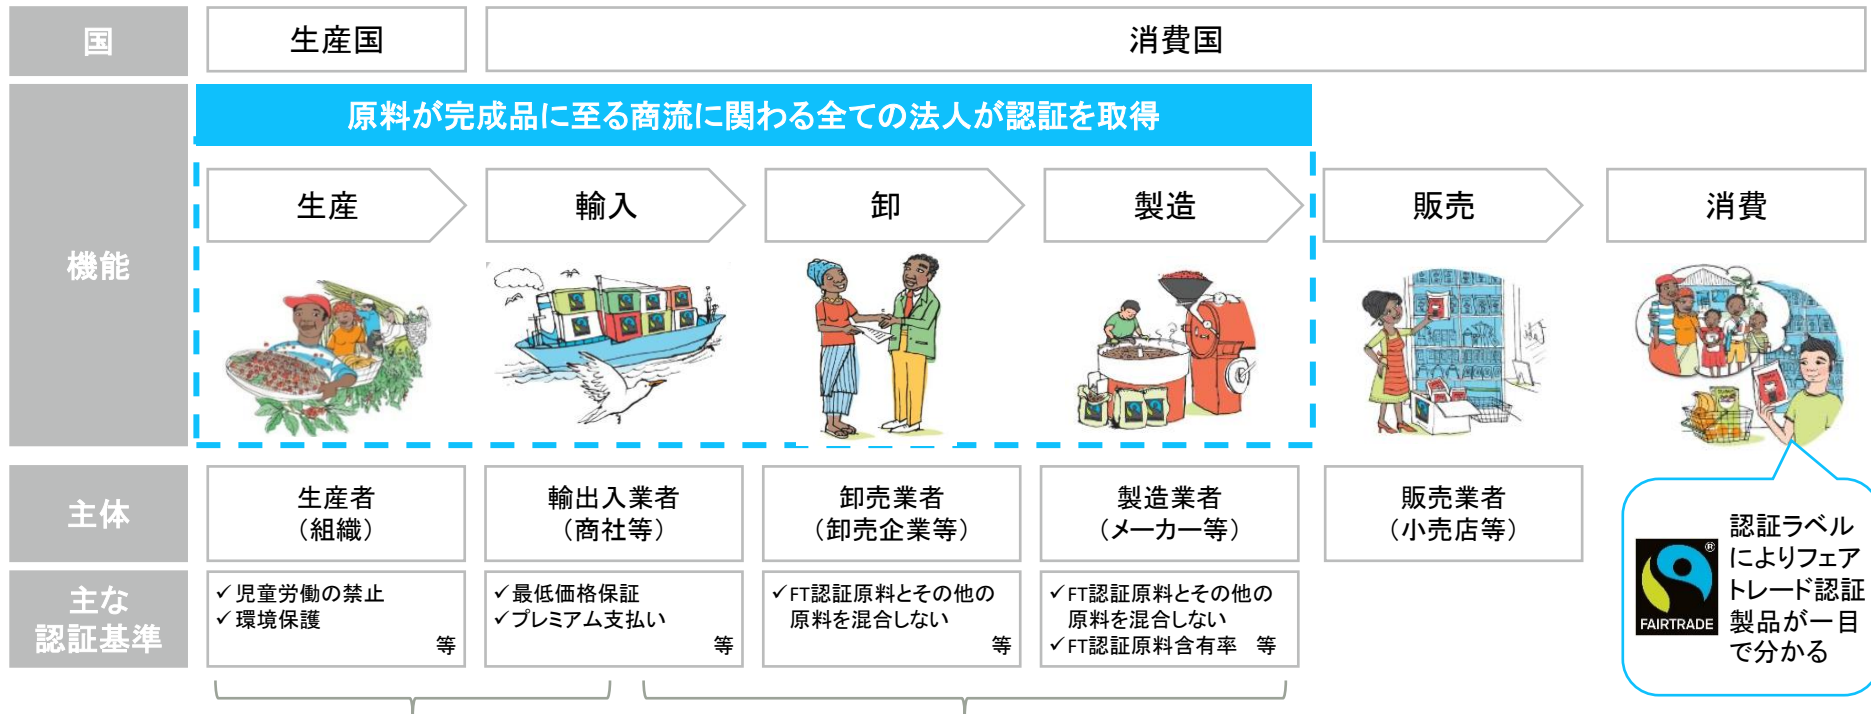 国
生産国
消費国
機能
原料が完成品に至る商流に関わる全ての法人が認証を取得
生産
輸入
卸
製造
販売
消費
主体
生産者
（組織）
輸出入業者
（商社等）
卸売業者
（卸売企業等）
製造業者
（メーカー等）
販売業者
（小売店等）
主な
認証基準
✓児童労働の禁止
✓環境保護
等
✓最低価格保証
✓プレミアム支払い
等
✓FT認証原料とその他の
原料を混合しない
等
✓FT認証原料とその他の
原料を混合しない
✓FT認証原料含有率 等
®
FAIRTRADE
認証ラベル
によりフェア
トレード認証
製品が一目
で分かる